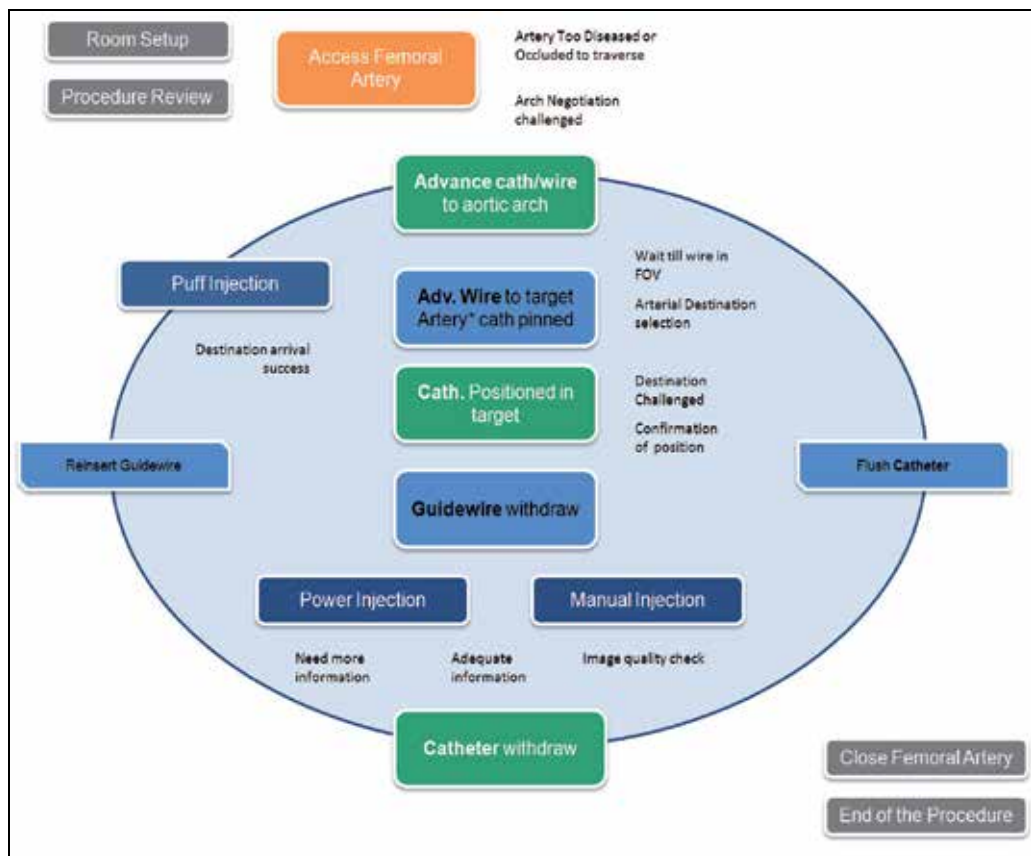 Room Setup
Procedure Review
Access Femoral
Artery
Artery Too Diseased or
Occluded to traverse
Arch Negotiation
challenged
Advance cath/wire
to aortic arch
Puff Injection
Adv. Wire to target
Artery* cath pinned
Wait till wire in
FOV
Arterial Destination
selection
Destination arrival
success
Cath. Positioned in
target
Destination
Challenged
Confirmation
of position
Reinsert Guidewire
Flush Catheter
Guidewire withdraw
Power Injection
Manual Injection
Need more
information
Adequate
information
Image quality check
Catheter withdraw
Close Femoral Artery
End of the Procedure